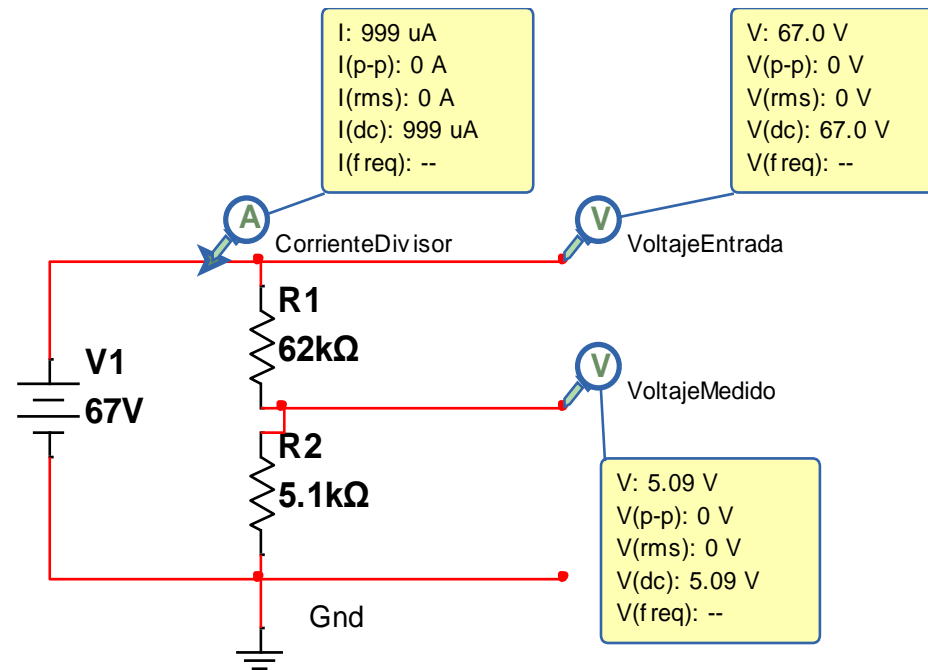 I: 999 uA
I(p-p): 0 A
I(rms): 0 A
I(dc): 999 uA
I(freq): --
V: 67.0 V
V(p-p): 0 V
V(rms): 0 V
V(dc): 67.0 V
V(freq): --
A
CorrienteDivisor
V
VoltajeEntrada
R1
62kΩ
V1
67V
V
VoltajeMedido
R2
5.1kΩ
V: 5.09 V
V(p-p): 0 V
V(rms): 0 V
V(dc): 5.09 V
V(freq): --
Gnd